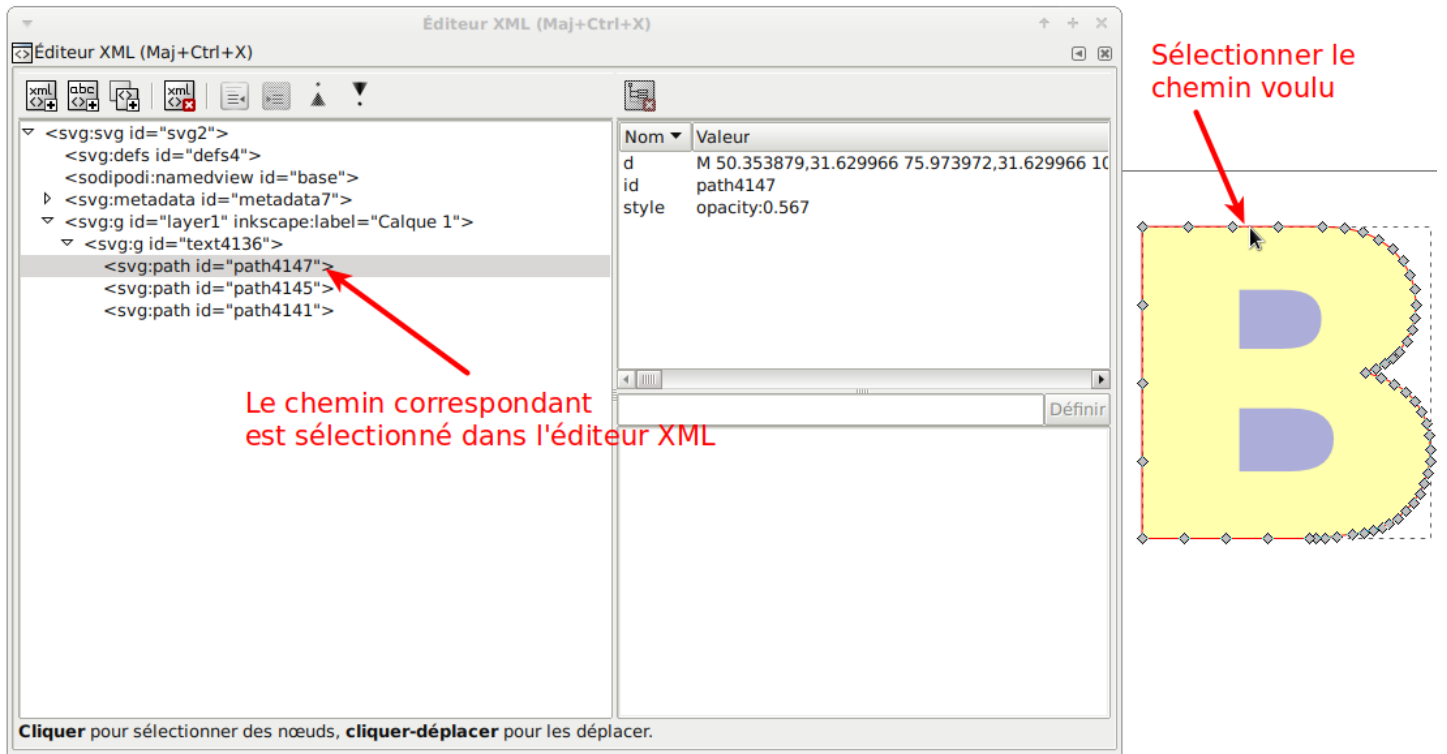 Éditeur XML (Maj+Ctrl+X)
Éditeur XML (Maj+Ctrl+X)
Sélectionner le
chemin voulu
xml abc xml
<svg:svg id="svg2">
<svg:defs id="defs4">
<sodipodi:namedview id="base">
<svg:metadata id="metadata7">
<svg:g id="layer1" inkscape:label="Calque 1">
<svg:g id="text4136">
<svg:path id="path4147">
<svg:path id="path4145">
<svg:path id="path4141">
Nom Valeur
d M 50.353879,31.629966 75.973972,31.629966 10
id path4147
style opacity:0.567
Définir
Le chemin correspondant
est sélectionné dans l'éditeur XML
B
Cliquer pour sélectionner des nœuds, cliquer-déplacer pour les déplacer.